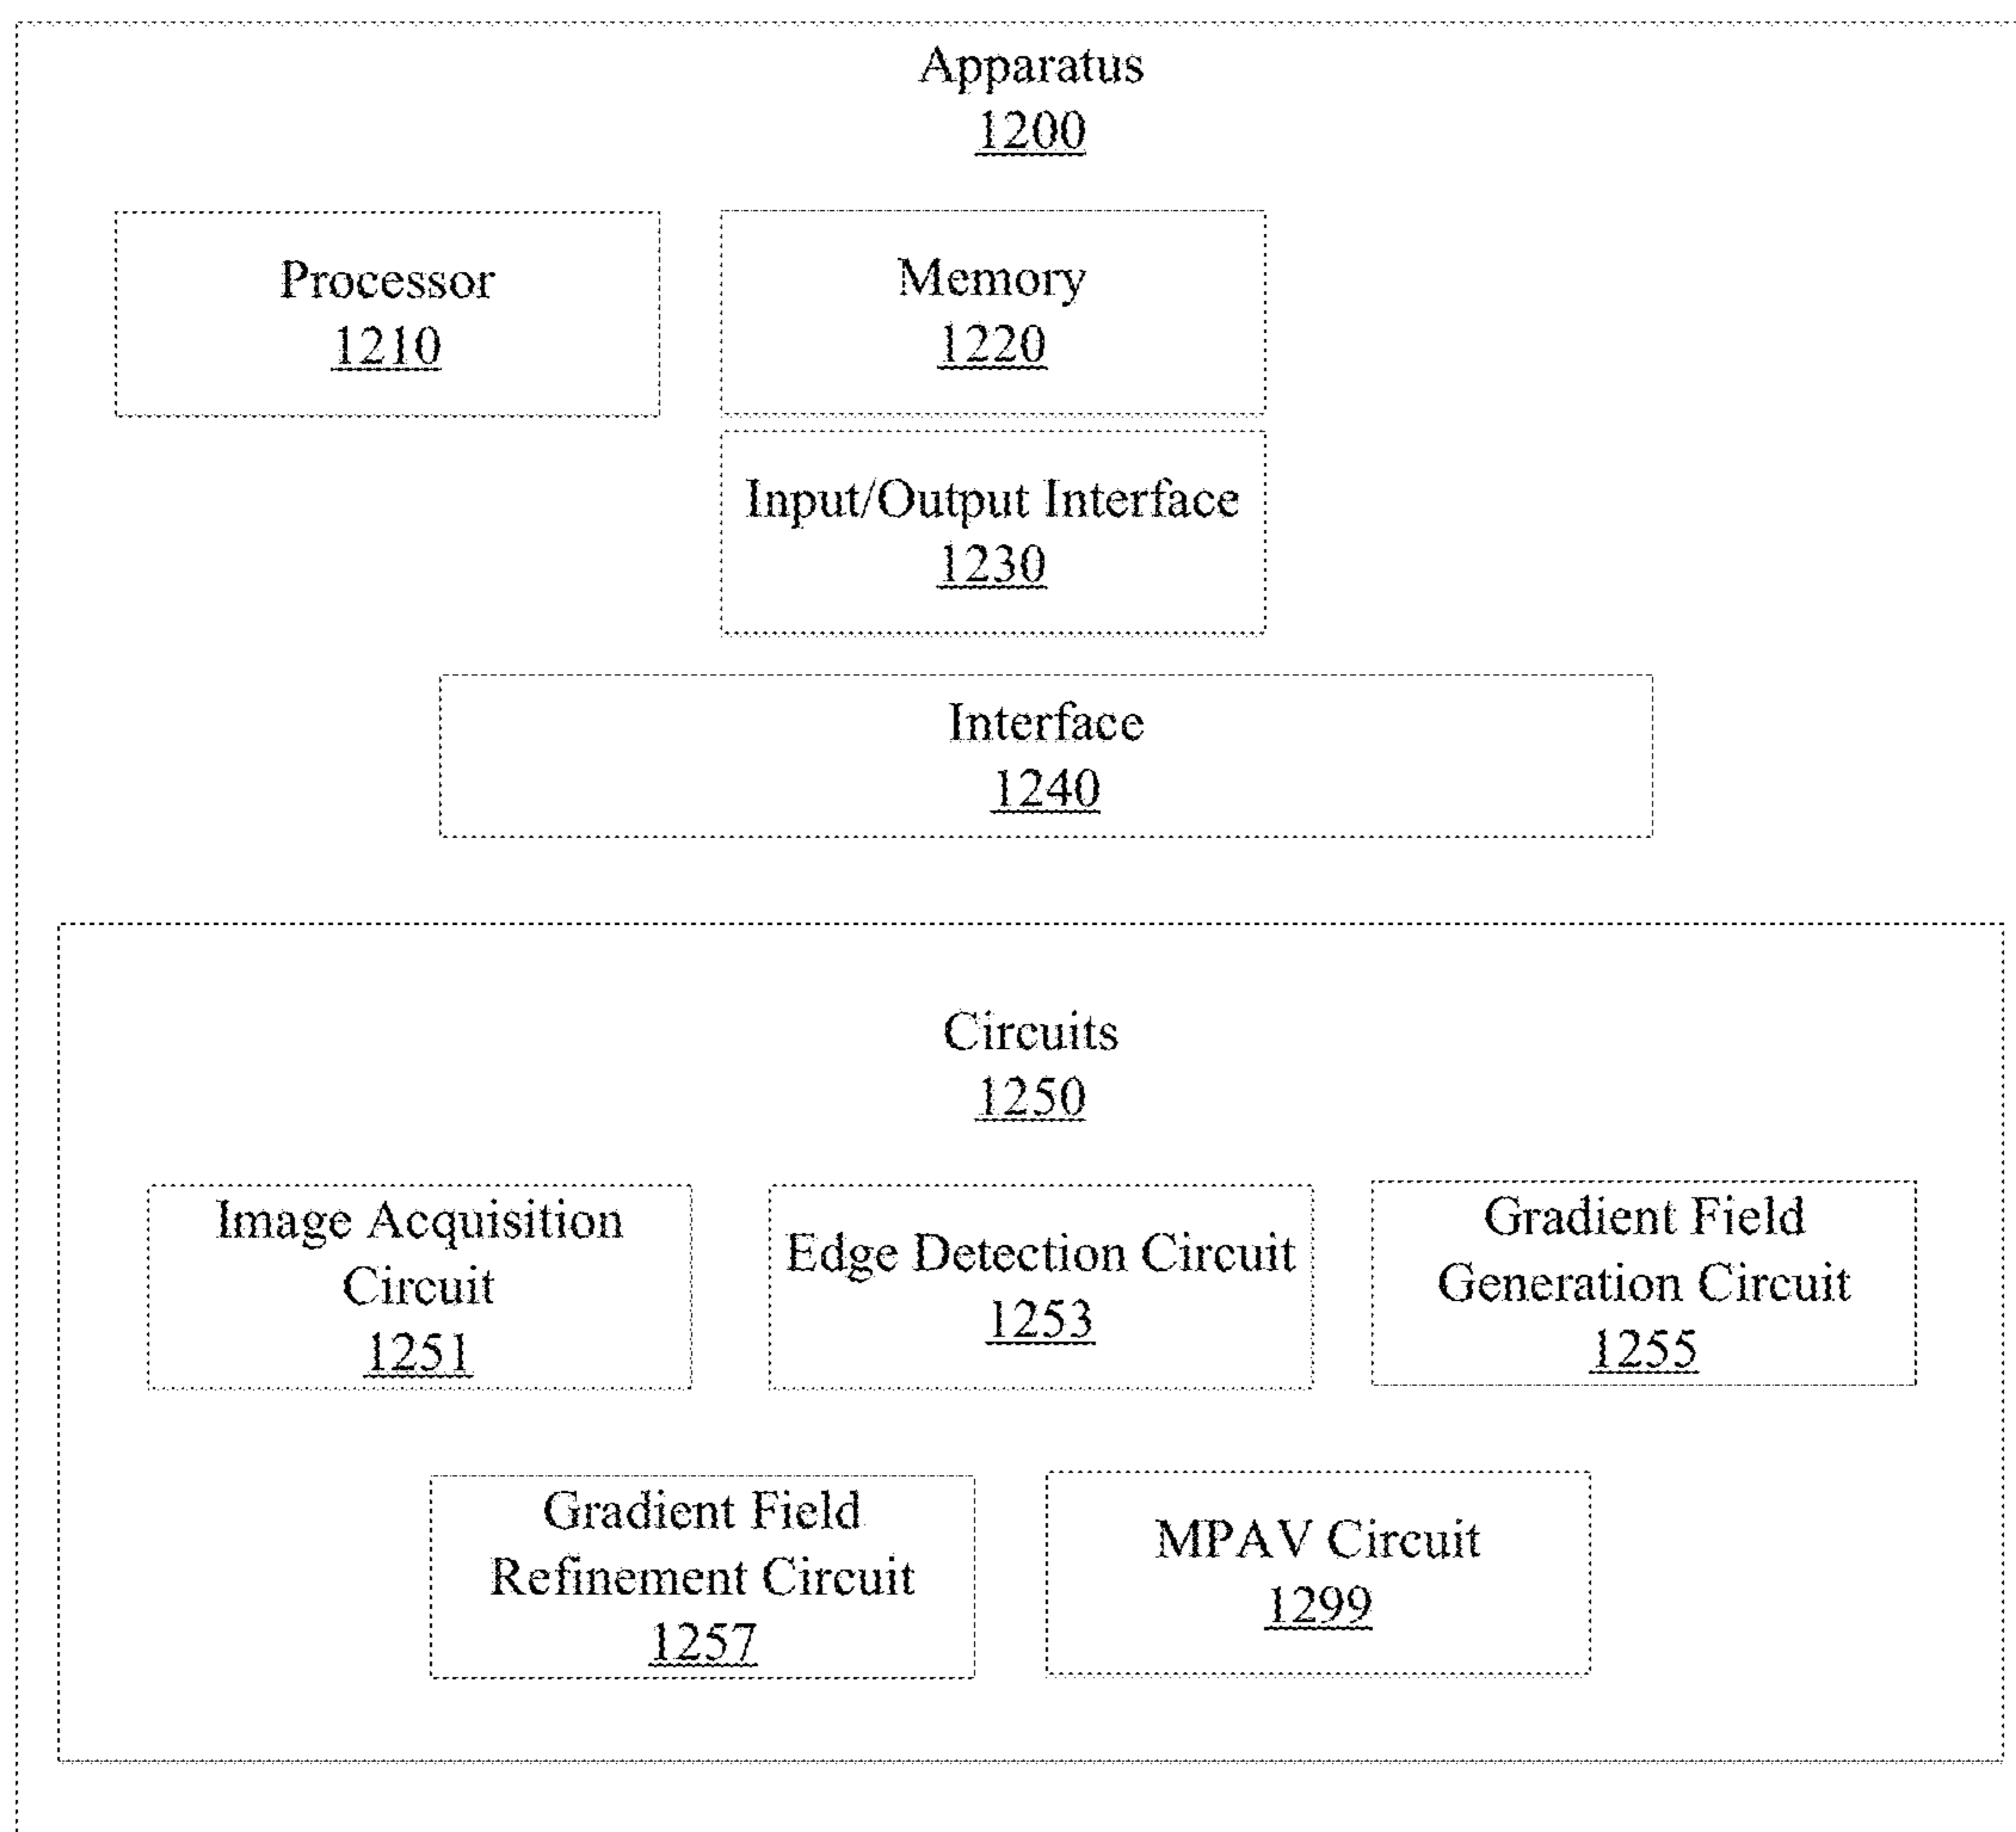 Apparatus
1200
Processor
1210
Memory
1220
Input/Output Interface
1230
Interface
1240
Circuits
1250
Image Acquisition
Circuit
1251
Edge Detection Circuit
1253
Gradient Field
Generation Circuit
1255
Gradient Field
Refinement Circuit
1257
MPAV Circuit
1299